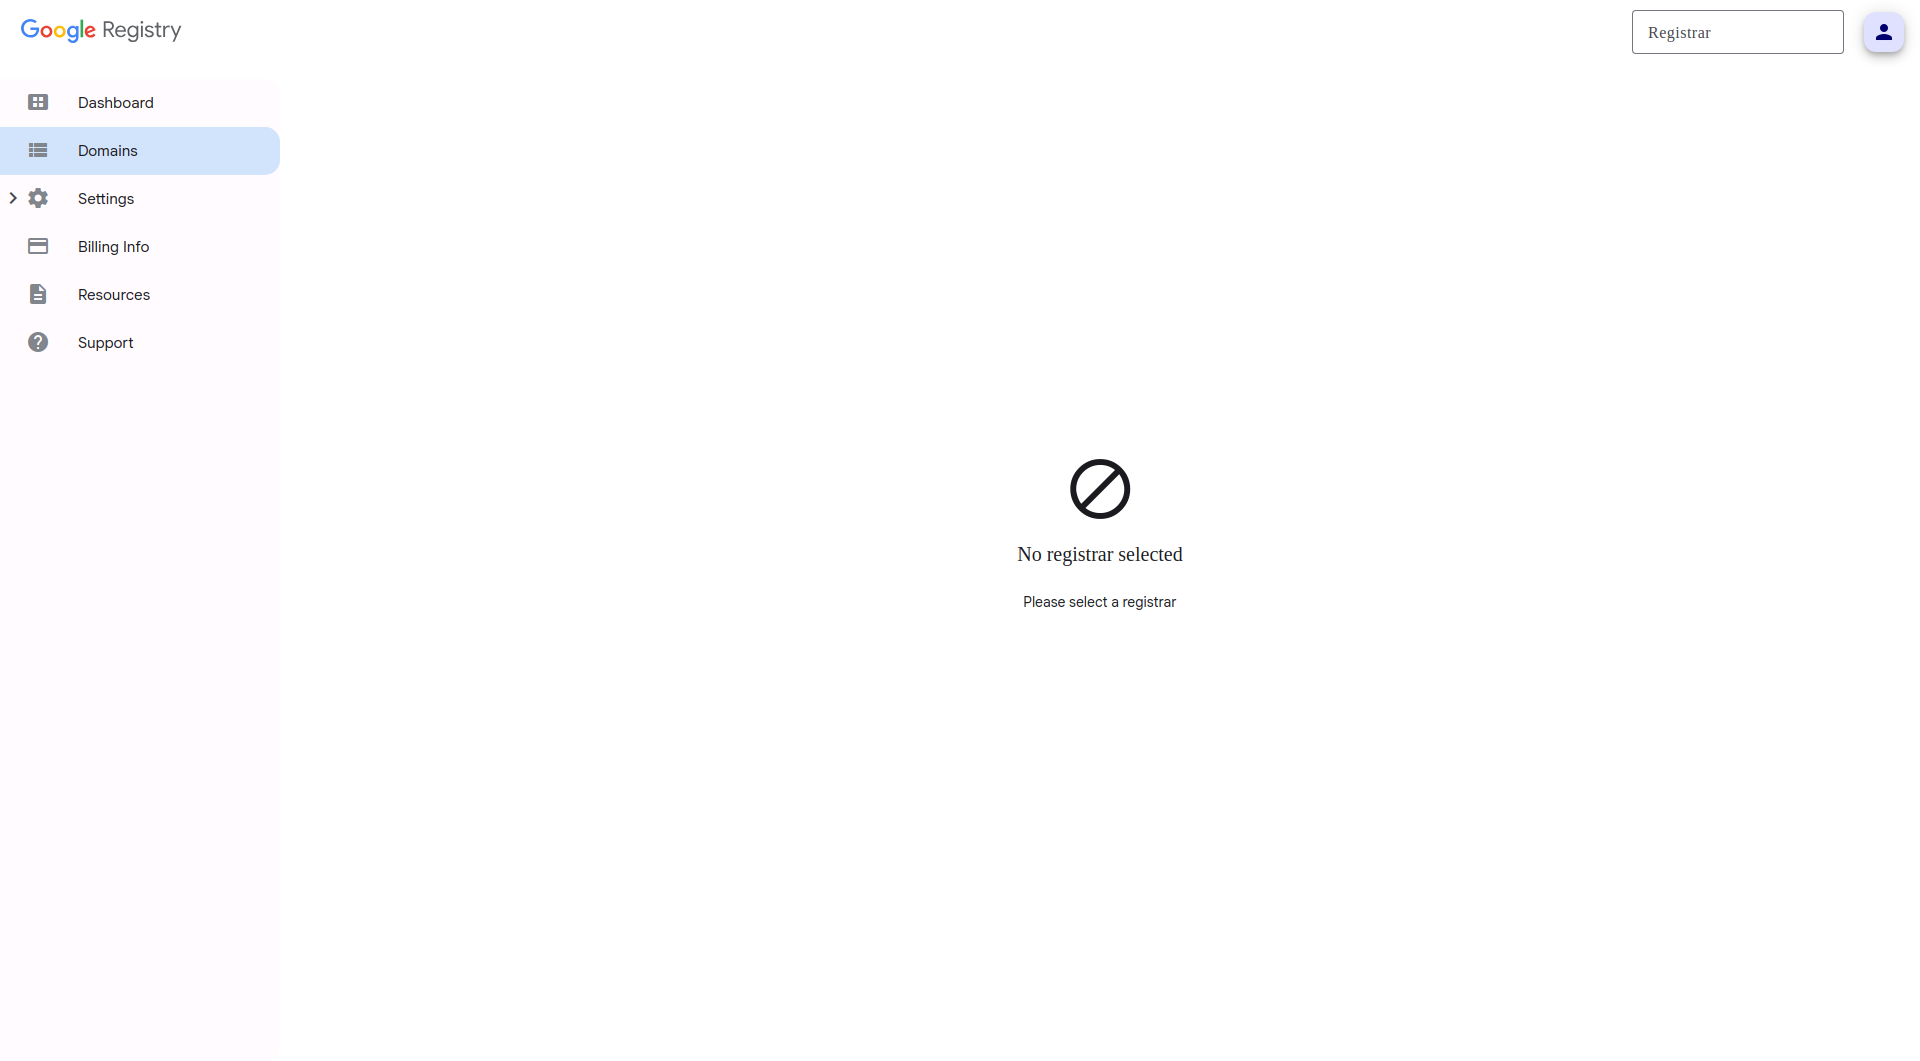 Google Registry
Registrar
Dashboard
Domains
Settings
Billing Info
Resources
Support
No registrar selected
Please select a registrar